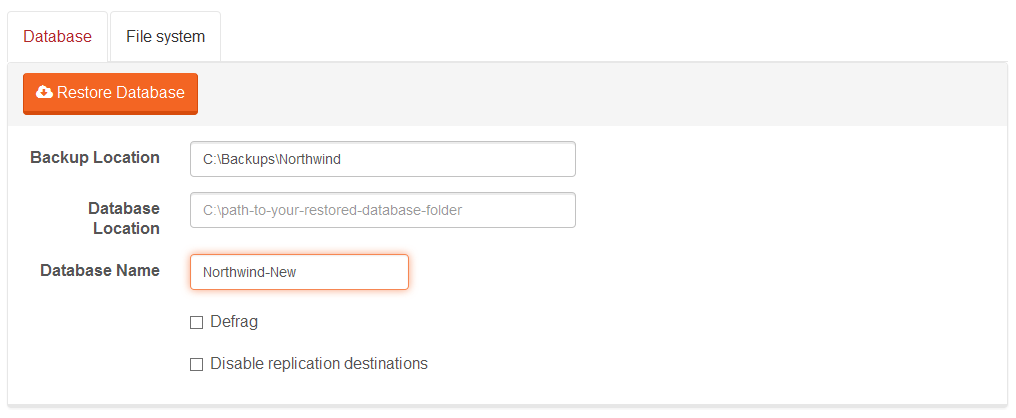 Database File system
Restore Database
Backup Location C:\Backups\Northwind
Database Location C:\path-to-your-restored-database-folder
Database Name Northwind-New
Defrag
Disable replication destinations